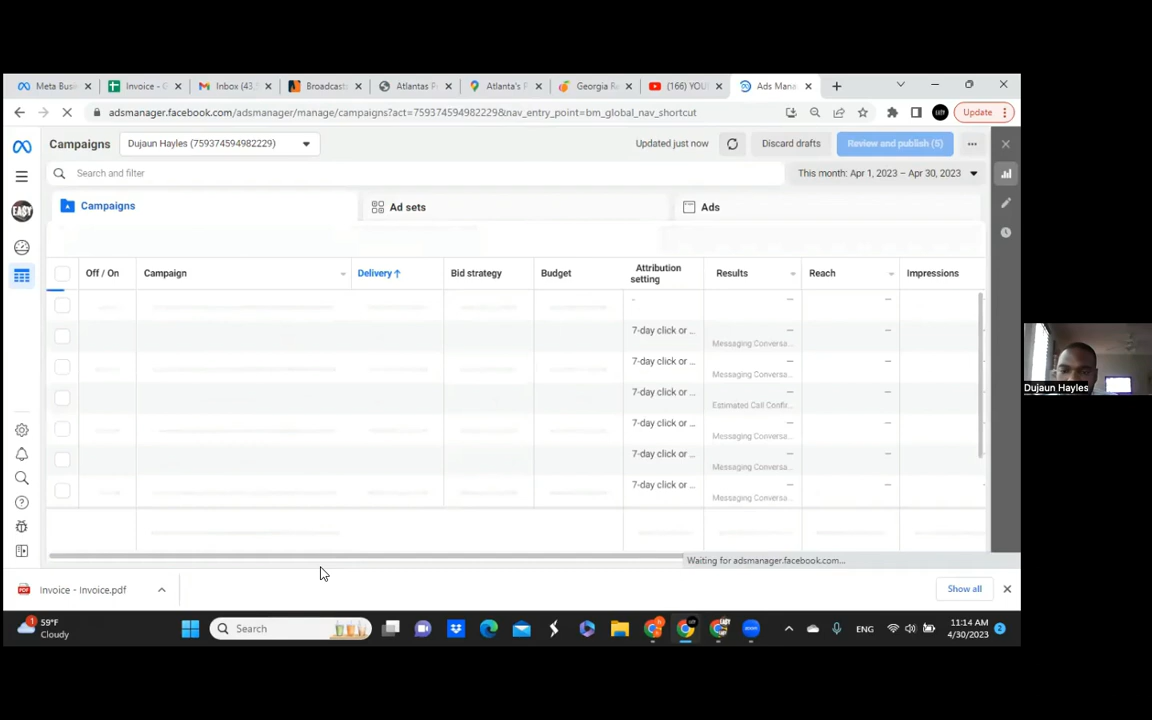 Meta Busi
Invoice - G
Inbox (43,
Broadcast
Atlantas P
Atlanta's P
Georgia R
(166) YOU
Ads Mana
adsmanager.facebook.com/adsmanager/manage/campaigns?act=759374594982229&nav_entry_point=bm_global_nav_shortcut
Update
Campaigns
Dujaun Hayles (759374594982229)
Updated just now
Discard drafts
Review and publish (5)
Search and filter
This month: Apr 1, 2023 – Apr 30, 2023
Campaigns
Ad sets
Ads
EASY
Off / On
Campaign
Delivery ↑
Bid strategy
Budget
Attribution
setting
Results
Reach
Impressions
-
—
—
7-day click or ...
—
—
Messaging Conversa...
7-day click or ...
—
—
Messaging Conversa...
7-day click or ...
—
—
Estimated Call Confir...
7-day click or ...
—
—
Messaging Conversa...
7-day click or ...
—
—
Messaging Conversa...
7-day click or ...
—
—
Messaging Conversa...
Waiting for adsmanager.facebook.com...
Dujaun Hayles
Invoice - Invoice.pdf
Show all
1
59°F
Cloudy
Search
ENG
11:14 AM
4/30/2023
2